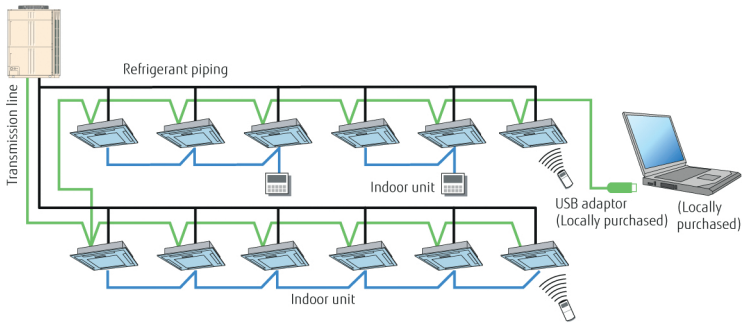 Refrigerant piping
Transmission line
Indoor unit
USB adaptor
(Locally purchased)
(Locally
purchased)
Indoor unit